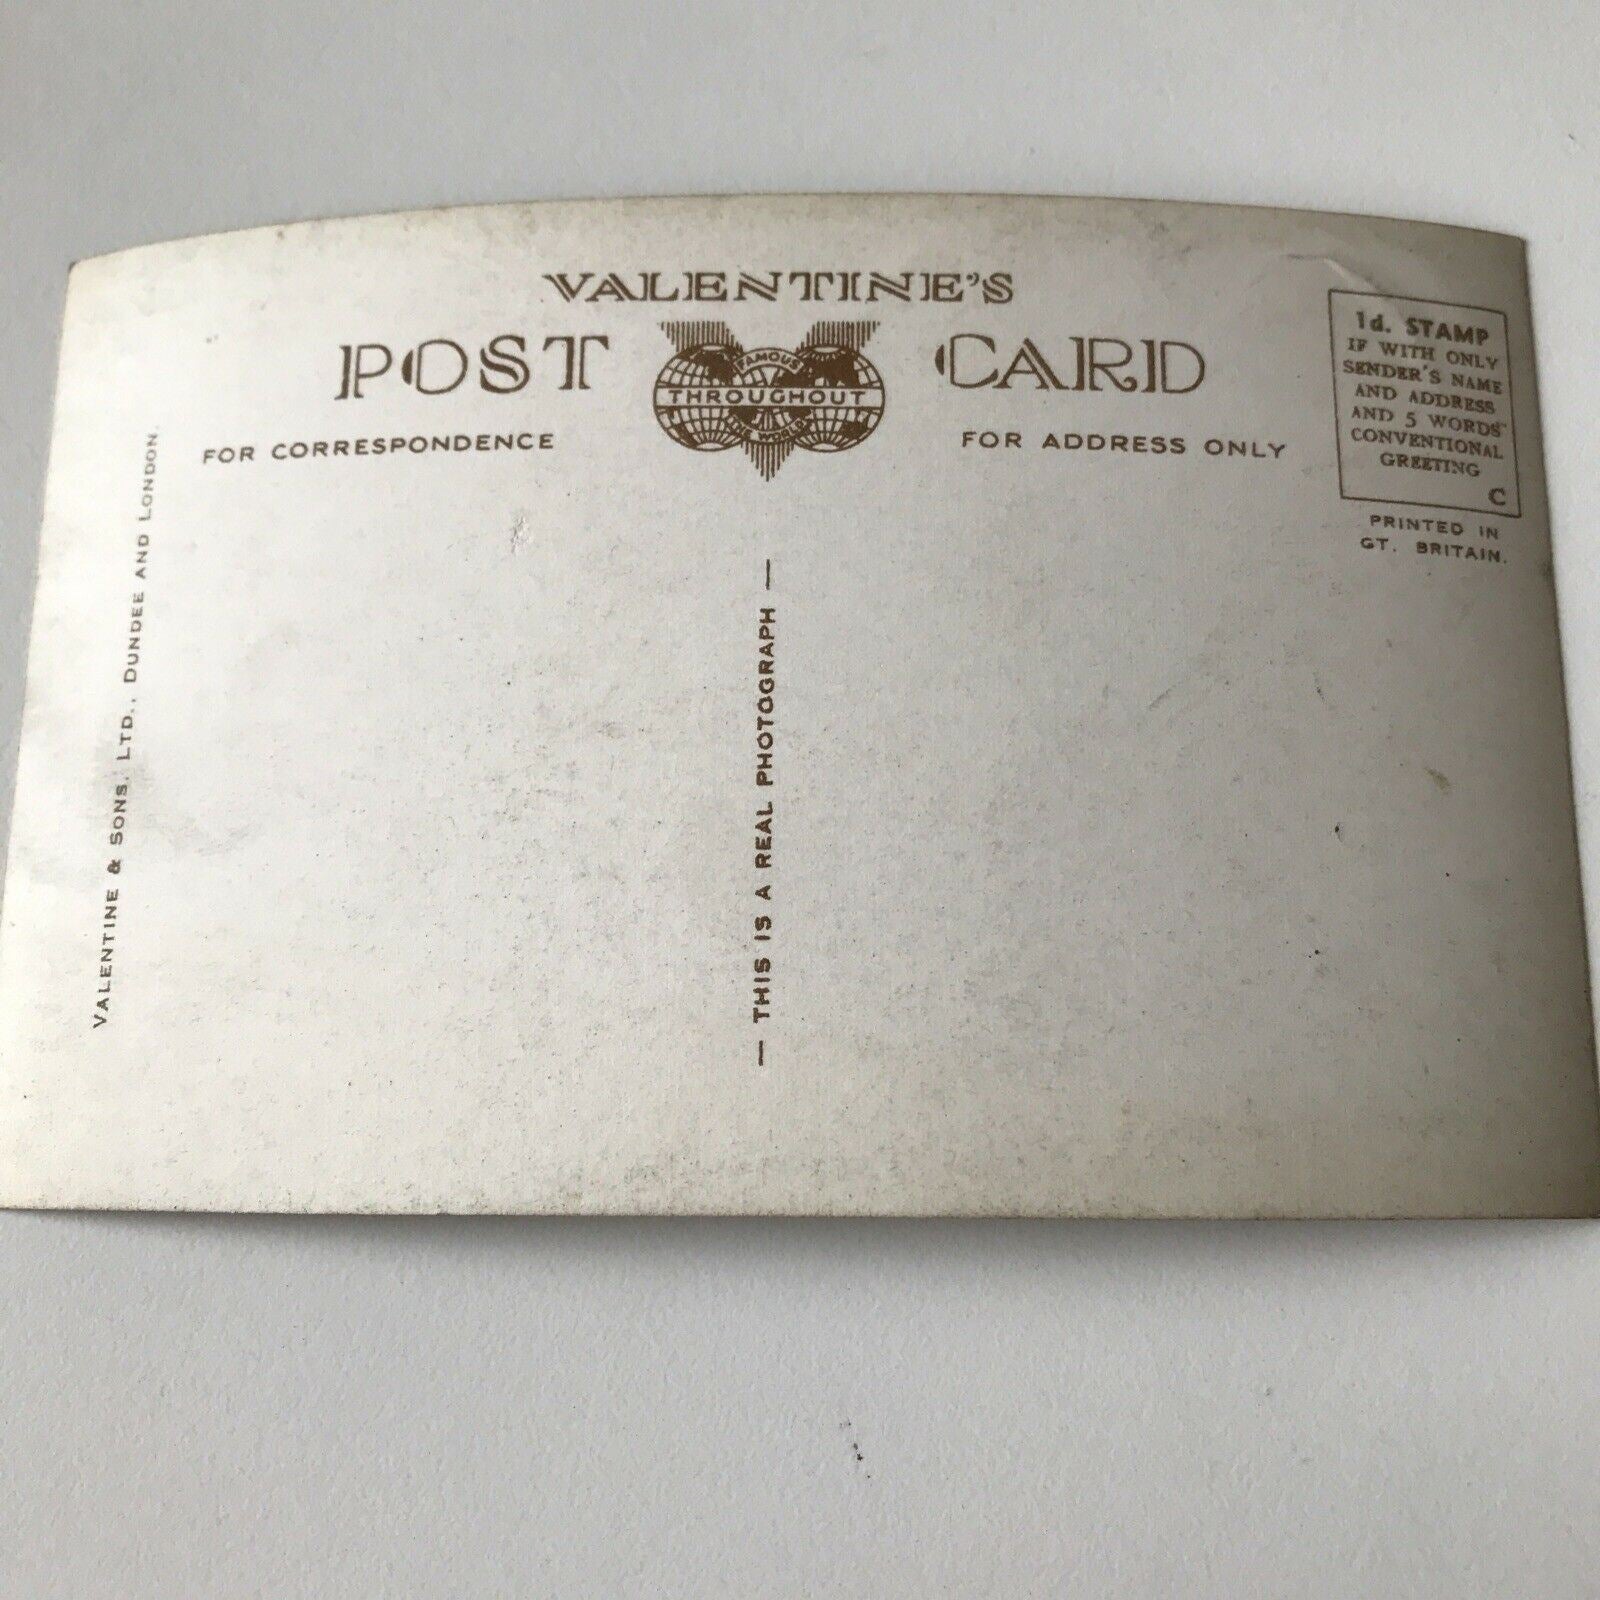 VALENTINE'S
POST CARD
FAMOUS
THROUGHOUT
THE WORLD
FOR CORRESPONDENCE
FOR ADDRESS ONLY
1d. STAMP
IF WITH ONLY
SENDER'S NAME
AND ADDRESS
AND 5 WORDS
CONVENTIONAL
GREETING
C
PRINTED IN
GT. BRITAIN.
VALENTINE & SONS. LTD., DUNDEE AND LONDON.
— THIS IS A REAL PHOTOGRAPH —